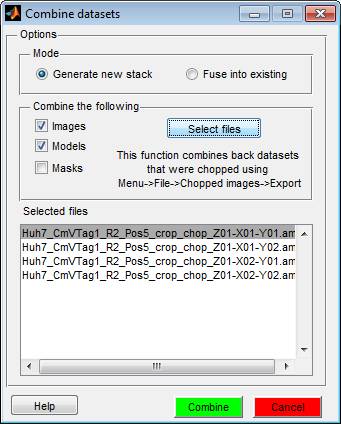 Combine datasets
Options
Mode
Generate new stack
Fuse into existing
Combine the following
Images
Models
Masks
Select files
This function combines back datasets
that were chopped using
Menu->File->Chopped images->Export
Selected files
Huh7_CmVTag1_R2_Pos5_crop_chop_Z01-X01-Y01.am
Huh7_CmVTag1_R2_Pos5_crop_chop_Z01-X01-Y02.am
Huh7_CmVTag1_R2_Pos5_crop_chop_Z01-X02-Y01.am
Huh7_CmVTag1_R2_Pos5_crop_chop_Z01-X02-Y02.am
Help
Combine
Cancel